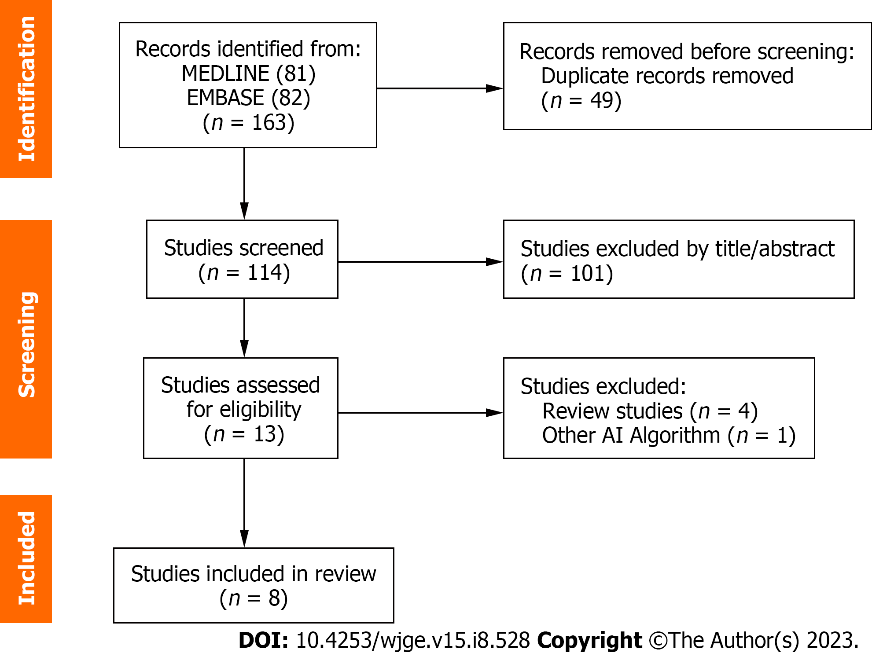 Identification
Records identified from:
MEDLINE (81)
EMBASE (82)
(n = 163)
Records removed before screening:
Duplicate records removed
(n = 49)
Screening
Studies screened
(n = 114)
Studies excluded by title/abstract
(n = 101)
Studies assessed
for eligibility
(n = 13)
Studies excluded:
Review studies (n = 4)
Other AI Algorithm (n = 1)
Included
Studies included in review
(n = 8)
DOI: 10.4253/wjge.v15.i8.528 Copyright ©The Author(s) 2023.